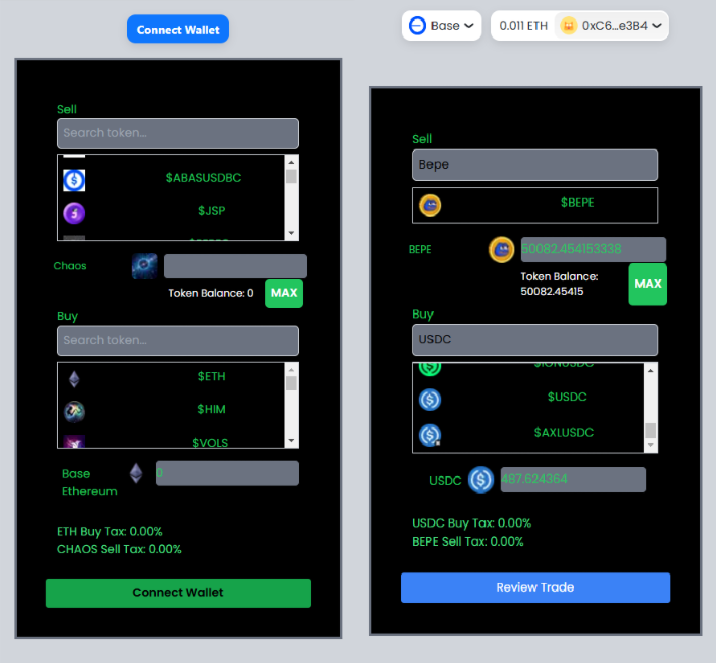 Connect Wallet
Sell
Search token...
$ABASUSDBC
$JSP
Chaos
Token Balance: 0
MAX
Buy
Search token...
$ETH
$HIM
$VOLS
Base
Ethereum
0
ETH Buy Tax: 0.00%
CHAOS Sell Tax: 0.00%
Connect Wallet
Base
0.011 ETH
0xC6...e3B4
Sell
Bepe
$BEPE
BEPE
50082.454153338
Token Balance:
50082.45415
MAX
Buy
USDC
$IONUSDC
$USDC
$AXLUSDC
USDC
487.624364
USDC Buy Tax: 0.00%
BEPE Sell Tax: 0.00%
Review Trade